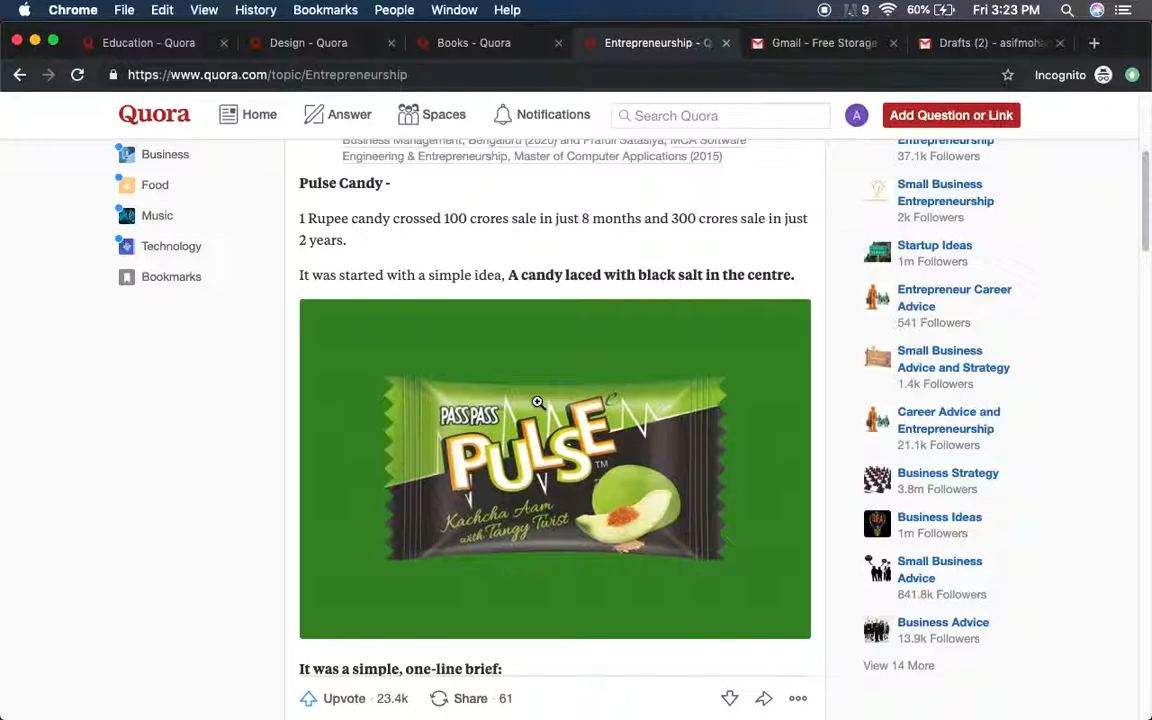 Chrome File Edit View History Bookmarks People Window Help 9 60% Fri 3:23 PM
Education - Quora Design - Quora Books - Quora Entrepreneurship - Q Gmail - Free Storage Drafts (2) - asifmoha
https://www.quora.com/topic/Entrepreneurship Incognito
Quora Home Answer Spaces Notifications Search Quora A Add Question or Link
Business
Food
Music
Technology
Bookmarks
Business Management, Bengaluru (2020) and Prafull Satasiya, MCA Software
Engineering & Entrepreneurship, Master of Computer Applications (2015)
Pulse Candy -
1 Rupee candy crossed 100 crores sale in just 8 months and 300 crores sale in just
2 years.
It was started with a simple idea, A candy laced with black salt in the centre.
PASS PASS
PULSE
TM
Kachcha Aam
with Tangy Twist
It was a simple, one-line brief:
Upvote · 23.4k Share · 61
Entrepreneurship
37.1k Followers
Small Business
Entrepreneurship
2k Followers
Startup Ideas
1m Followers
Entrepreneur Career
Advice
541 Followers
Small Business
Advice and Strategy
1.4k Followers
Career Advice and
Entrepreneurship
21.1k Followers
Business Strategy
3.8m Followers
Business Ideas
1m Followers
Small Business
Advice
841.8k Followers
Business Advice
13.9k Followers
View 14 More